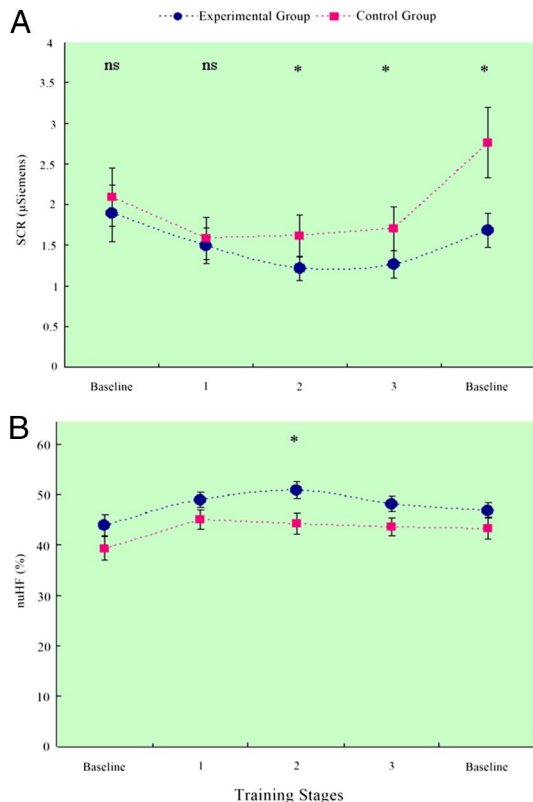 Experimental Group Control Group
A
4
ns ns * * *
3.5
3
2.5
2
1.5
1
0.5
0
SCR (µSiemens)
Baseline 1 2 3 Baseline
B
*
60
50
40
30
20
10
0
nuHF (%)
Baseline 1 2 3 Baseline
Training Stages